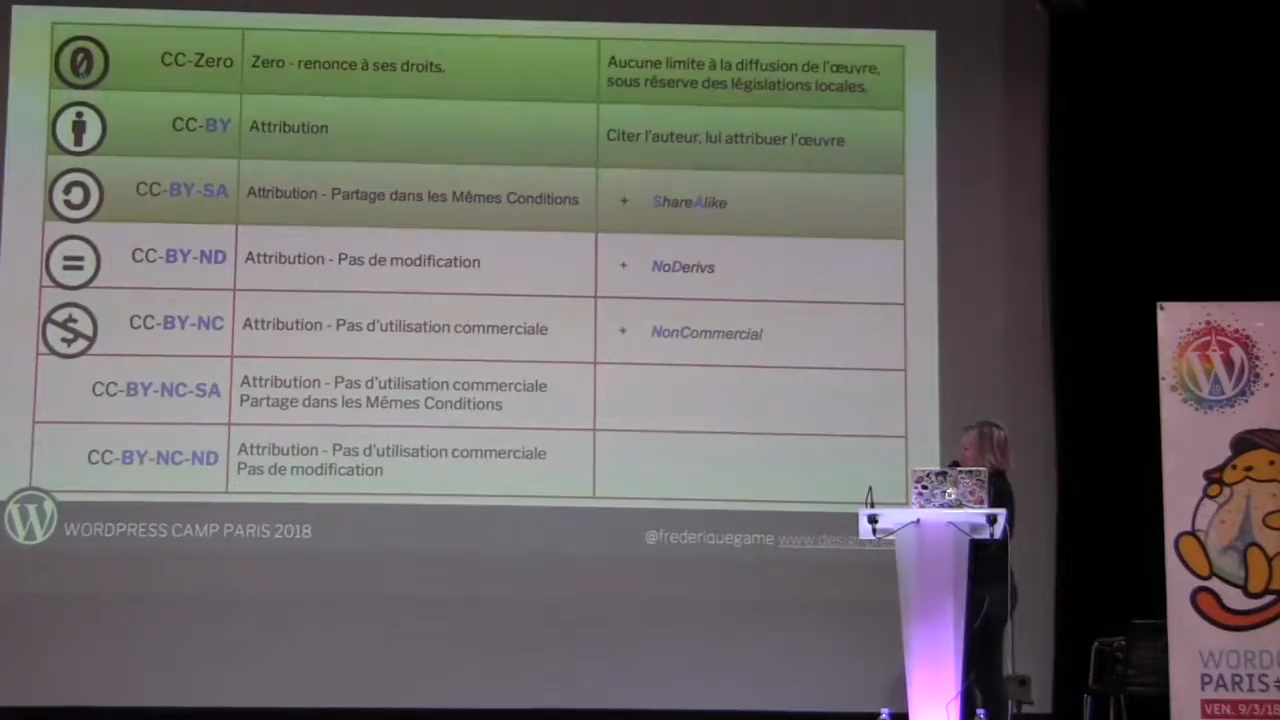 CC-Zero
Zero - renonce à ses droits.
Aucune limite à la diffusion de l'œuvre,
sous réserve des législations locales.
CC-BY
Attribution
Citer l'auteur, lui attribuer l'œuvre
CC-BY-SA
Attribution - Partage dans les Mêmes Conditions
+ ShareAlike
CC-BY-ND
Attribution - Pas de modification
+ NoDerivs
CC-BY-NC
Attribution - Pas d'utilisation commerciale
+ NonCommercial
CC-BY-NC-SA
Attribution - Pas d'utilisation commerciale
Partage dans les Mêmes Conditions
CC-BY-NC-ND
Attribution - Pas d'utilisation commerciale
Pas de modification
WORDPRESS CAMP PARIS 2018
@frederiquegame
PARIS#
VEN. 9/3/18